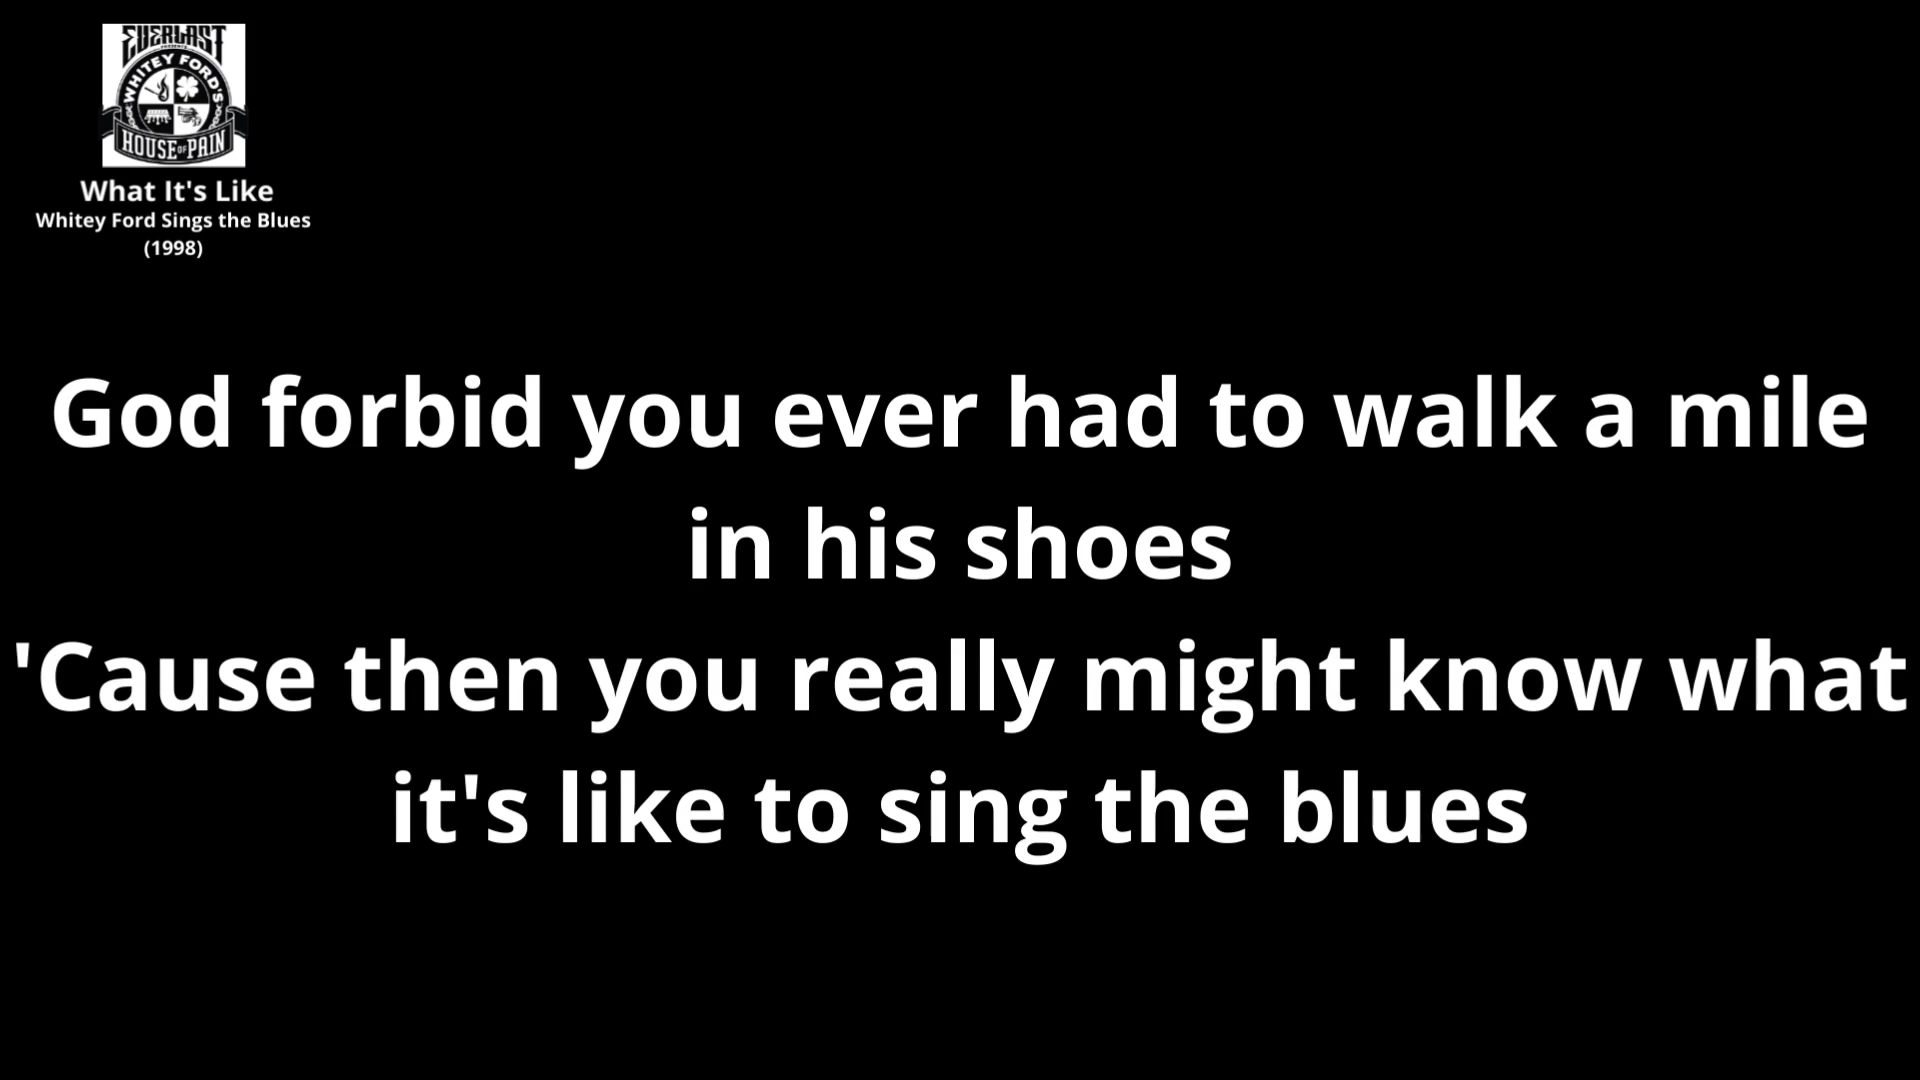 EVERLAST
PRESENTS
WHITEY FORD'S
HOUSE OF PAIN
What It's Like
Whitey Ford Sings the Blues
(1998)
God forbid you ever had to walk a mile
in his shoes
'Cause then you really might know what
it's like to sing the blues